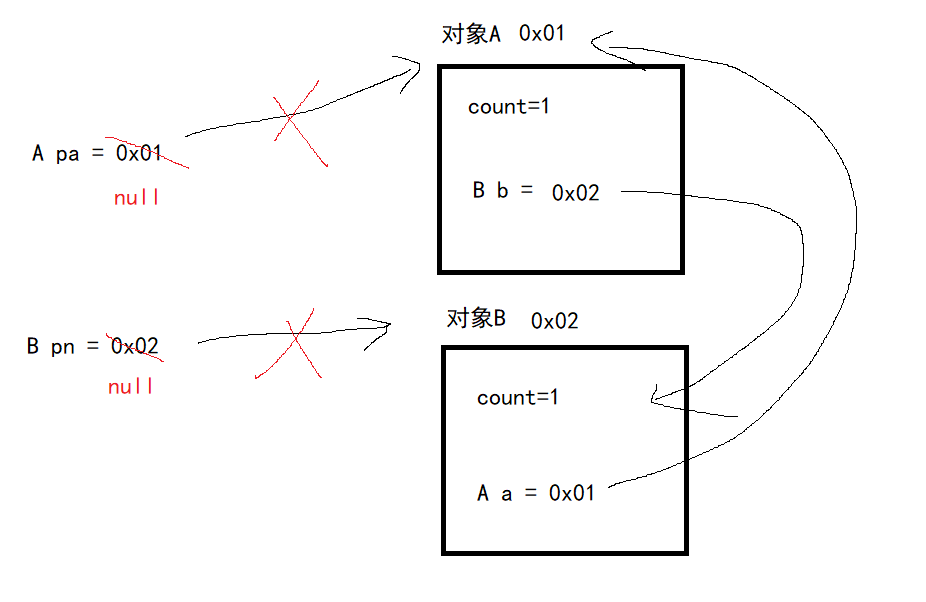 对象A 0x01
count=1
A pa = 0x01
null
B b = 0x02
对象B 0x02
B pn = 0x02
null
count=1
A a = 0x01